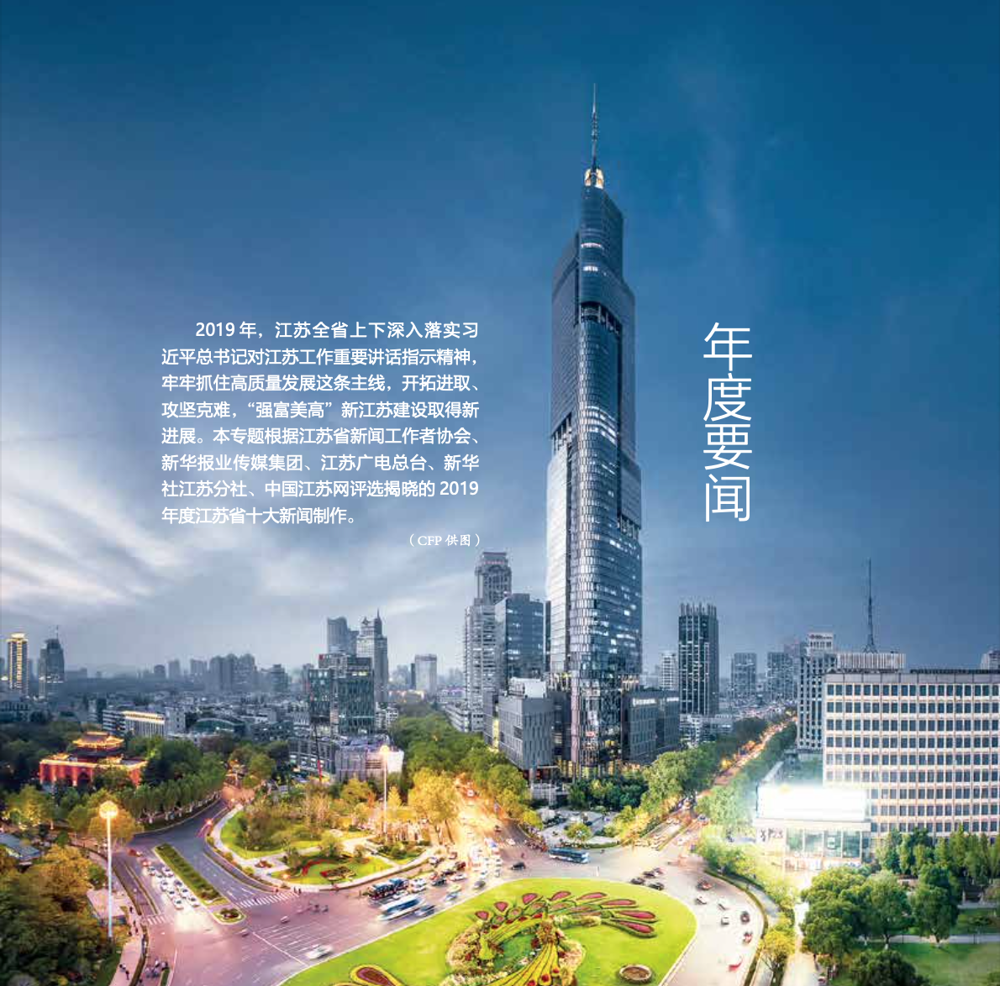 2019 年，江苏全省上下深入落实习
近平总书记对江苏工作重要讲话指示精神，
牢牢抓住高质量发展这条主线，开拓进取、
攻坚克难，“强富美高”新江苏建设取得新
进展。本专题根据江苏省新闻工作者协会、
新华报业传媒集团、江苏广电总台、新华
社江苏分社、中国江苏网评选揭晓的 2019
年度江苏省十大新闻制作。
（CFP 供图）
年度要闻